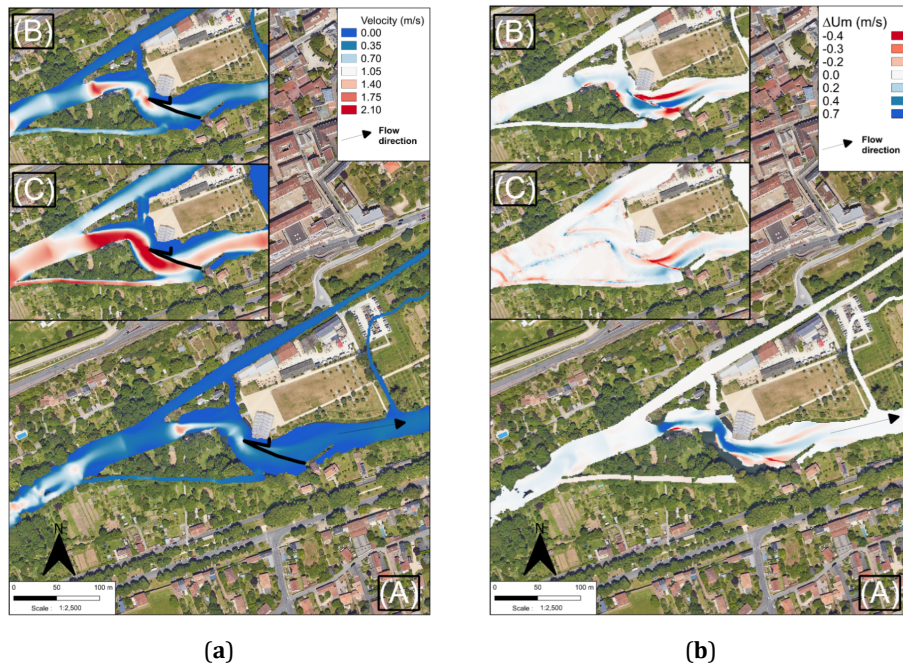 (B)
Velocity (m/s)
0.00
0.35
0.70
1.05
1.40
1.75
2.10
Flow
direction
(C)
N
0 50 100 m
Scale : 1:2,500
(A)
(a)
(B)
ΔUm (m/s)
-0.4
-0.3
-0.2
0.0
0.2
0.4
0.7
Flow
direction
(C)
N
0 50 100 m
Scale : 1:2,500
(A)
(b)